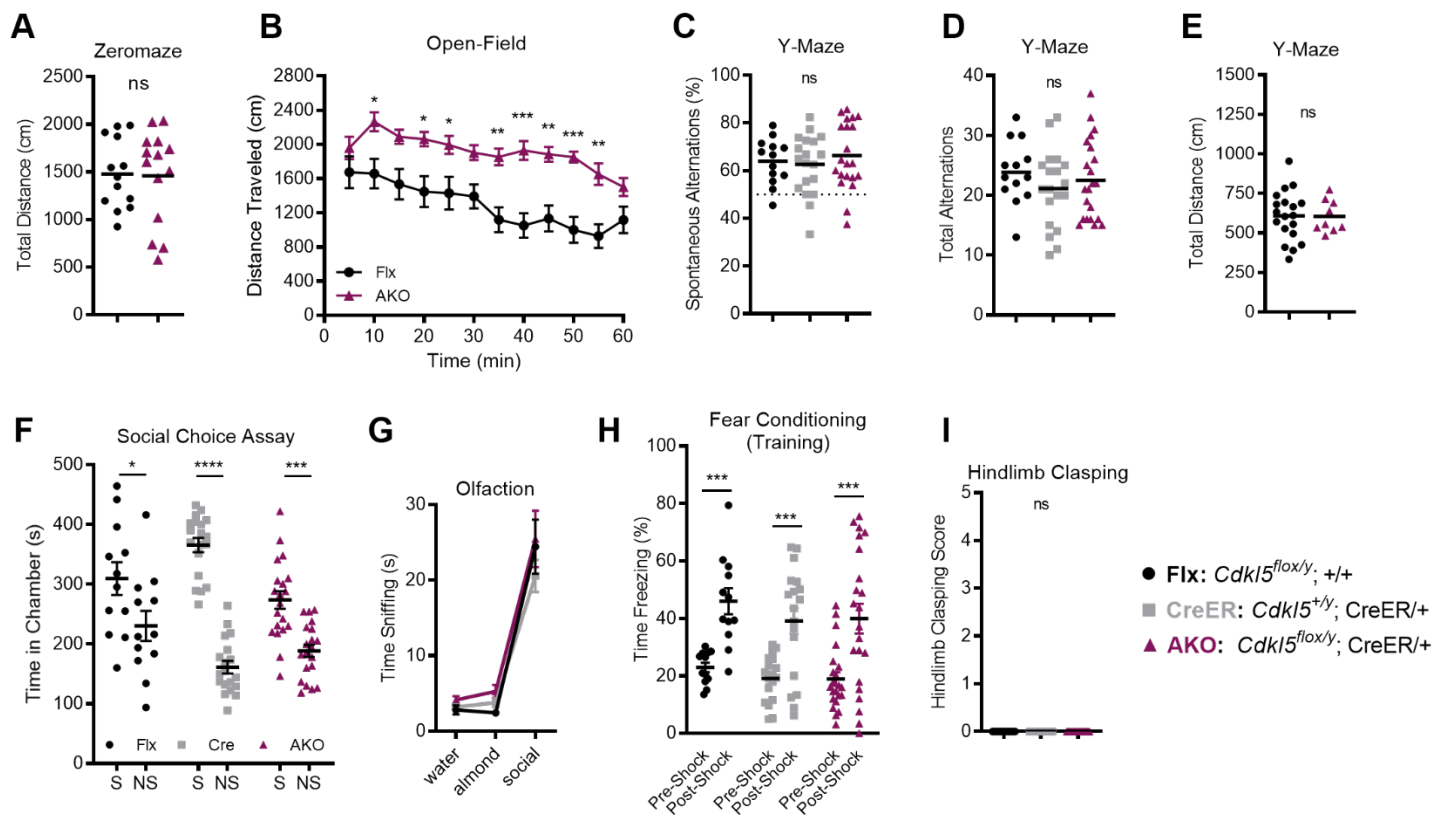 A
Zeromaze
ns
Total Distance (cm)
2500
2000
1500
1000
500
0
B
Open-Field
Distance Traveled (cm)
2800
2400
2000
1600
1200
800
400
0
* * * ** *** ** *** **
Flx
AKO
0 10 20 30 40 50 60
Time (min)
C
Y-Maze
ns
Spontaneous Alternations (%)
100
80
60
40
20
0
D
Y-Maze
ns
Total Alternations
40
30
20
10
0
E
Y-Maze
ns
Total Distance (cm)
1500
1250
1000
750
500
250
0
F
Social Choice Assay
* **** ***
Time in Chamber (s)
500
400
300
200
100
0
Flx Cre AKO
S NS S NS S NS
G
Olfaction
Time Sniffing (s)
30
20
10
0
water
almond
social
H
Fear Conditioning
(Training)
*** *** ***
Time Freezing (%)
100
80
60
40
20
0
Pre-Shock
Post-Shock
Pre-Shock
Post-Shock
Pre-Shock
Post-Shock
I
Hindlimb Clasping
ns
Hindlimb Clasping Score
5
4
3
2
1
0
Flx: Cdkl5flox/y; +/+
CreER: Cdkl5+/y; CreER/+
AKO: Cdkl5flox/y; CreER/+